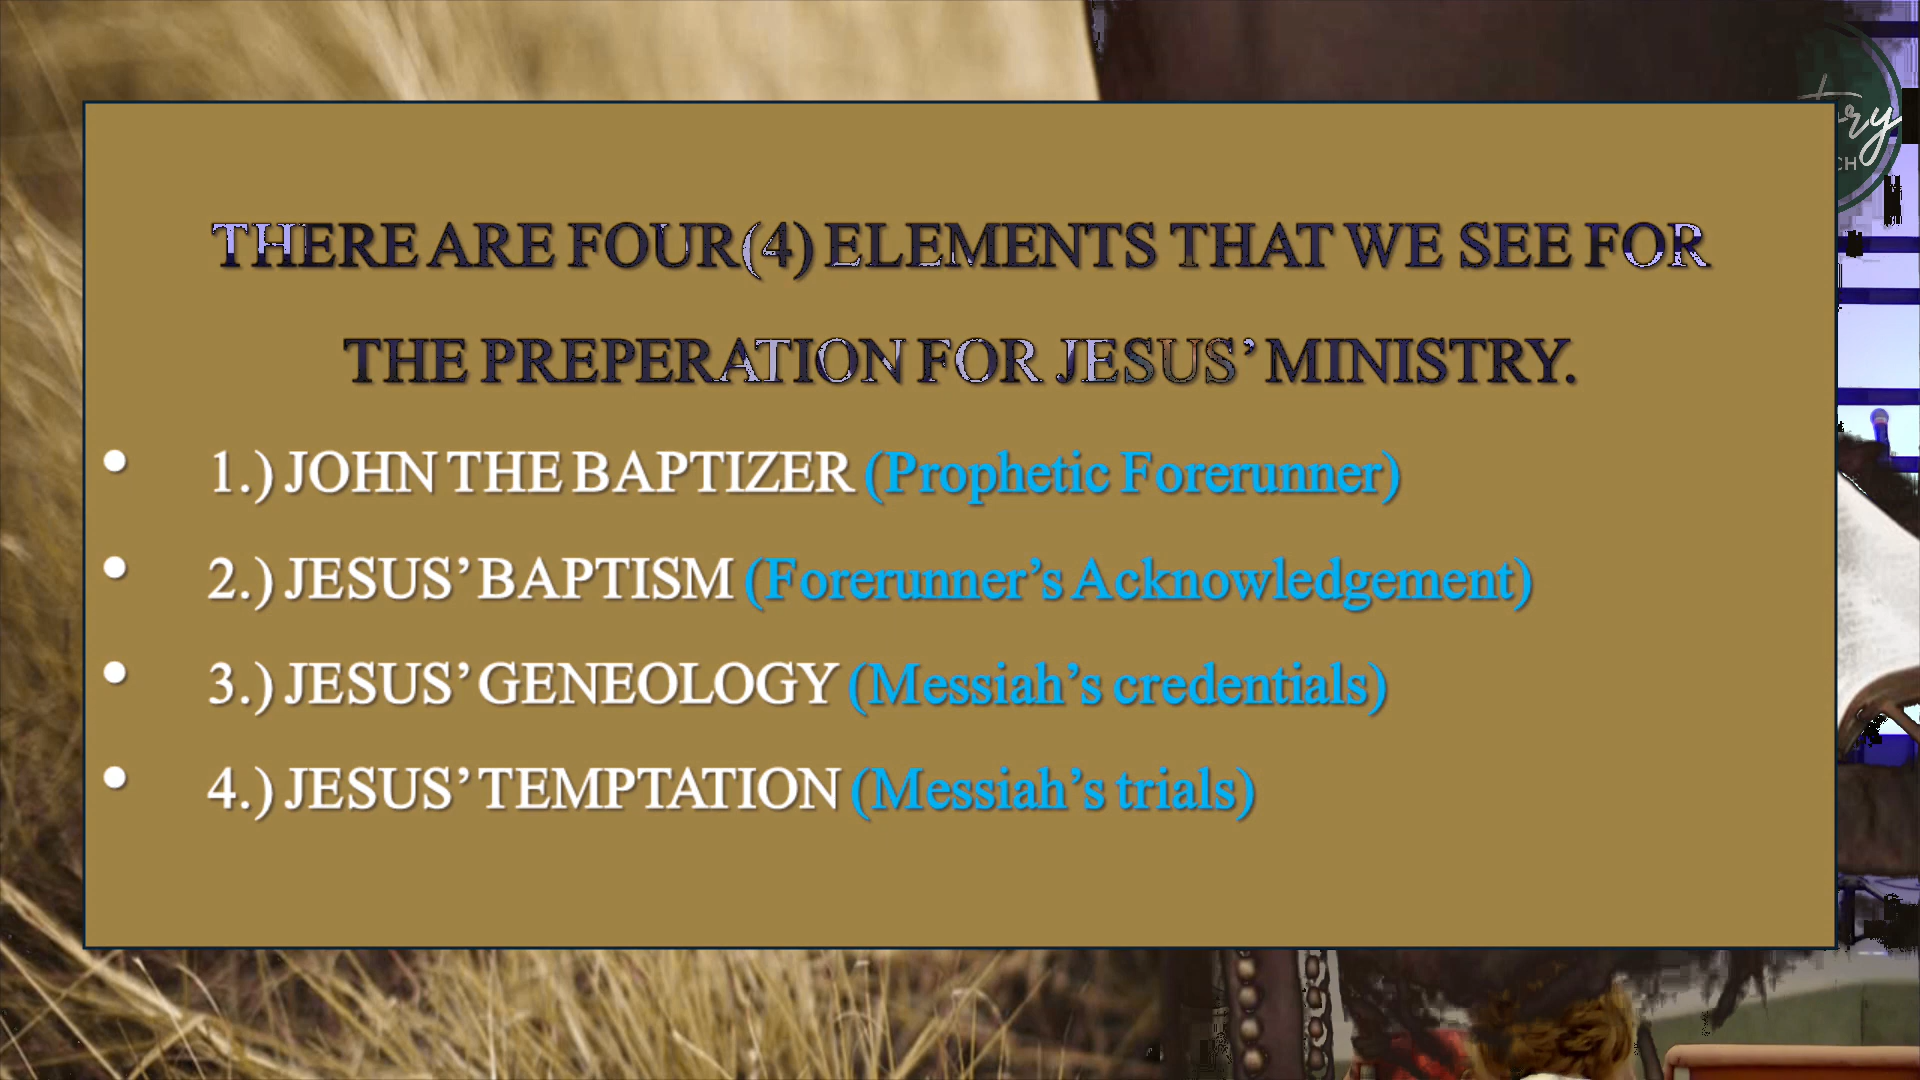 THERE ARE FOUR(4) ELEMENTS THAT WE SEE FOR
THE PREPERATION FOR JESUS' MINISTRY.
• 1.) JOHN THE BAPTIZER (Prophetic Forerunner)
• 2.) JESUS' BAPTISM (Forerunner's Acknowledgement)
• 3.) JESUS' GENEOLOGY (Messiah's credentials)
• 4.) JESUS' TEMPTATION (Messiah's trials)